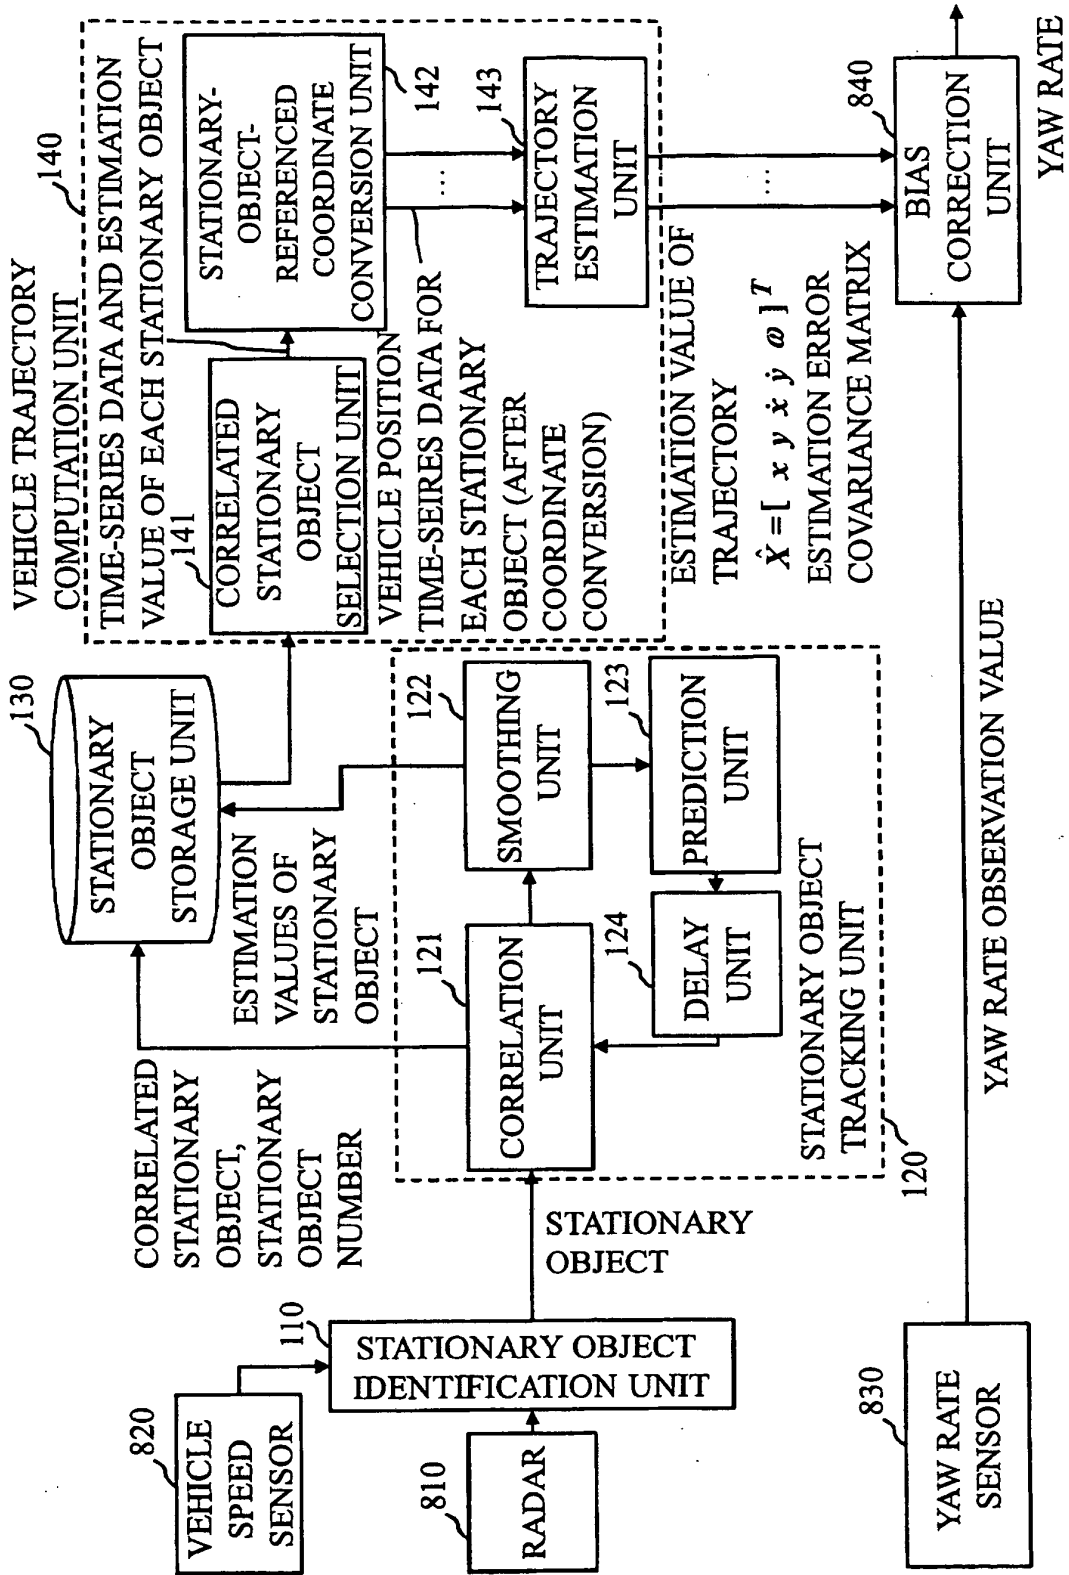 VEHICLE TRAJECTORY
COMPUTATION UNIT
140
TIME-SERIES DATA AND ESTIMATION
VALUE OF EACH STATIONARY OBJECT
141
CORRELATED
STATIONARY
OBJECT
SELECTION UNIT
STATIONARY-
OBJECT-
REFERENCED
COORDINATE
CONVERSION UNIT
142
VEHICLE POSITION
TIME-SEIRES DATA FOR
EACH STATIONARY
OBJECT (AFTER
COORDINATE
CONVERSION)
...
143
TRAJECTORY
ESTIMATION
UNIT
130
STATIONARY
OBJECT
STORAGE UNIT
ESTIMATION
VALUES OF
STATIONARY
OBJECT
CORRELATED
STATIONARY
OBJECT,
STATIONARY
OBJECT
NUMBER
820
VEHICLE
SPEED
SENSOR
110
STATIONARY OBJECT
IDENTIFICATION UNIT
810
RADAR
STATIONARY
OBJECT
121
CORRELATION
UNIT
122
SMOOTHING
UNIT
123
PREDICTION
UNIT
124
DELAY
UNIT
STATIONARY OBJECT
TRACKING UNIT
120
ESTIMATION VALUE OF
TRAJECTORY
X̂=[ x y ẋ ẏ ω ]ᵀ
ESTIMATION ERROR
COVARIANCE MATRIX
...
830
YAW RATE
SENSOR
YAW RATE OBSERVATION VALUE
840
BIAS
CORRECTION
UNIT
YAW RATE